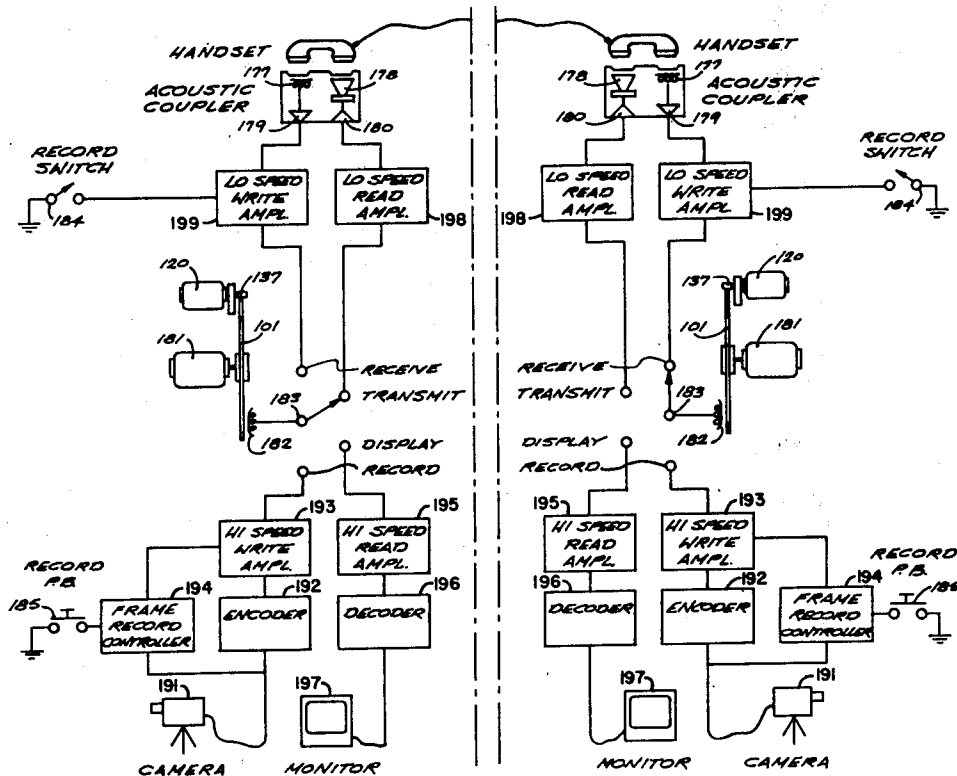 HANDSET
177
178
ACOUSTIC
COUPLER
179
180
RECORD
SWITCH
184
LO SPEED
WRITE
AMPL.
199
LO SPEED
READ
AMPL.
198
120
137
101
181
RECEIVE
183
TRANSMIT
182
DISPLAY
RECORD
193
195
HI SPEED
WRITE
AMPL.
HI SPEED
READ
AMPL.
RECORD
P.B.
185
194
192
196
FRAME
RECORD
CONTROLLER
ENCODER
DECODER
191
197
CAMERA
MONITOR
HANDSET
178
177
ACOUSTIC
COUPLER
180
179
RECORD
SWITCH
LO SPEED
READ
AMPL.
198
LO SPEED
WRITE
AMPL.
199
184
137
120
101
181
RECEIVE
TRANSMIT
183
182
DISPLAY
RECORD
195
193
HI SPEED
READ
AMPL.
HI SPEED
WRITE
AMPL.
RECORD
P.B.
196
192
194
DECODER
ENCODER
FRAME
RECORD
CONTROLLER
197
191
MONITOR
CAMERA